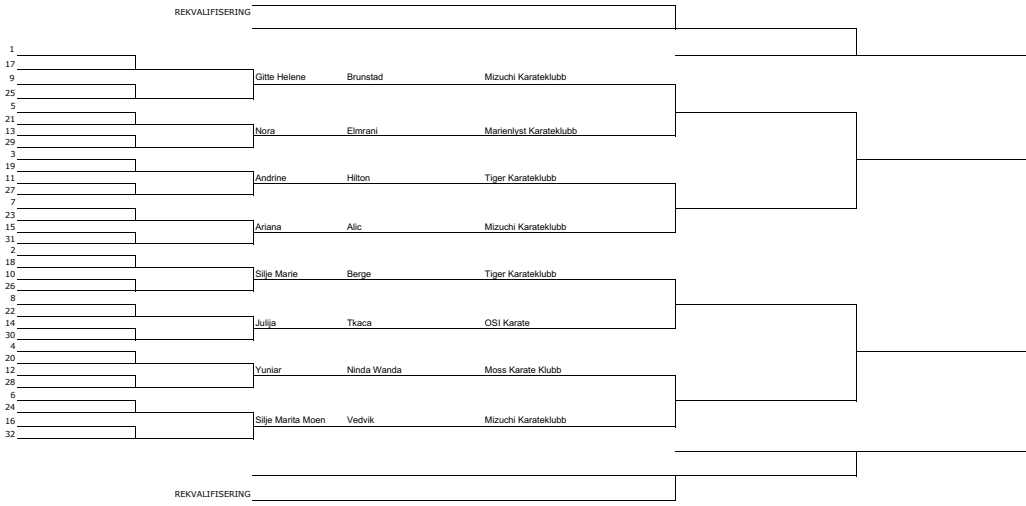 REKVALIFISERING
1
17
9 Gitte Helene Brunstad Mizuchi Karateklubb
25
5
21
13 Nora Elmrani Marienlyst Karateklubb
29
3
19
11 Andrine Hilton Tiger Karateklubb
27
7
23
15 Ariana Alic Mizuchi Karateklubb
31
2
18
10 Silje Marie Berge Tiger Karateklubb
26
8
22
14 Julija Tkaca OSI Karate
30
4
20
12 Yuniar Ninda Wanda Moss Karate Klubb
28
6
24
16 Silje Marita Moen Vedvik Mizuchi Karateklubb
32
REKVALIFISERING